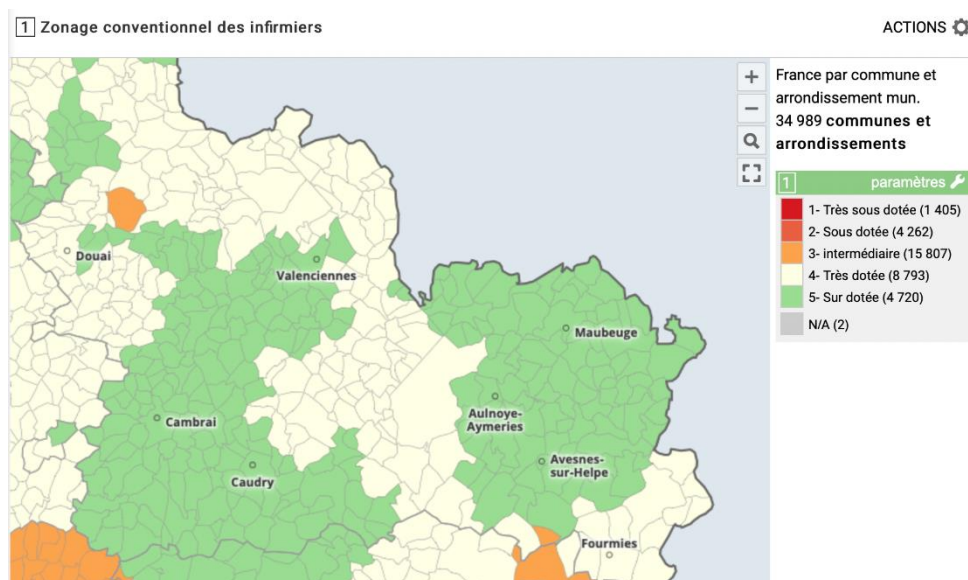 1 Zonage conventionnel des infirmiers
ACTIONS
+
−
France par commune et
arrondissement mun.
34 989 communes et
arrondissements
1 paramètres
1- Très sous dotée (1 405)
2- Sous dotée (4 262)
3- intermédiaire (15 807)
4- Très dotée (8 793)
5- Sur dotée (4 720)
N/A (2)
Douai
Valenciennes
Maubeuge
Cambrai
Aulnoye-
Aymeries
Caudry
Avesnes-
sur-Helpe
Fourmies